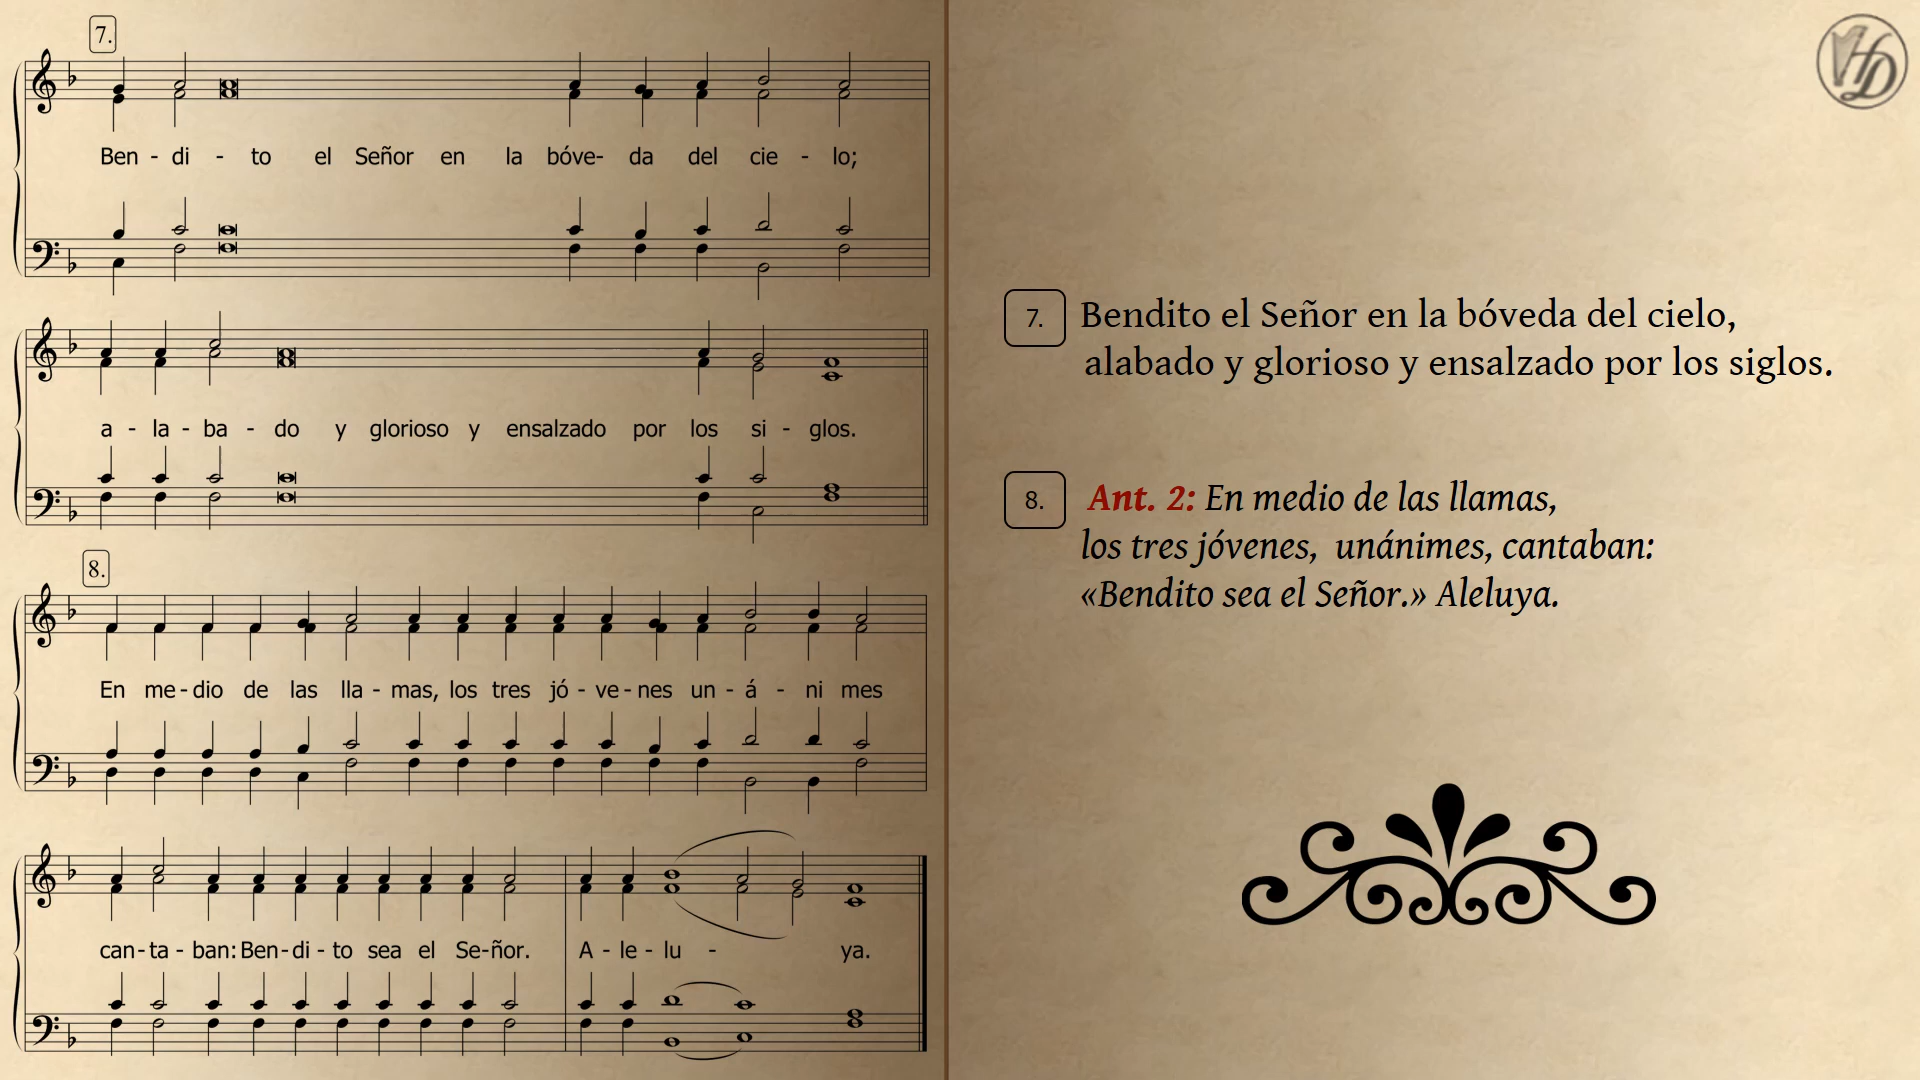 7.
Ben - di - to el Señor en la bóve- da del cie - lo;
a - la - ba - do y glorioso y ensalzado por los si - glos.
8.
En me - dio de las lla - mas, los tres jó - ve - nes un - á - ni mes
can - ta - ban: Ben - di - to sea el Se-ñor. A - le - lu - ya.
HD
7. Bendito el Señor en la bóveda del cielo,
alabado y glorioso y ensalzado por los siglos.
8. Ant. 2: En medio de las llamas,
los tres jóvenes, unánimes, cantaban:
«Bendito sea el Señor.» Aleluya.